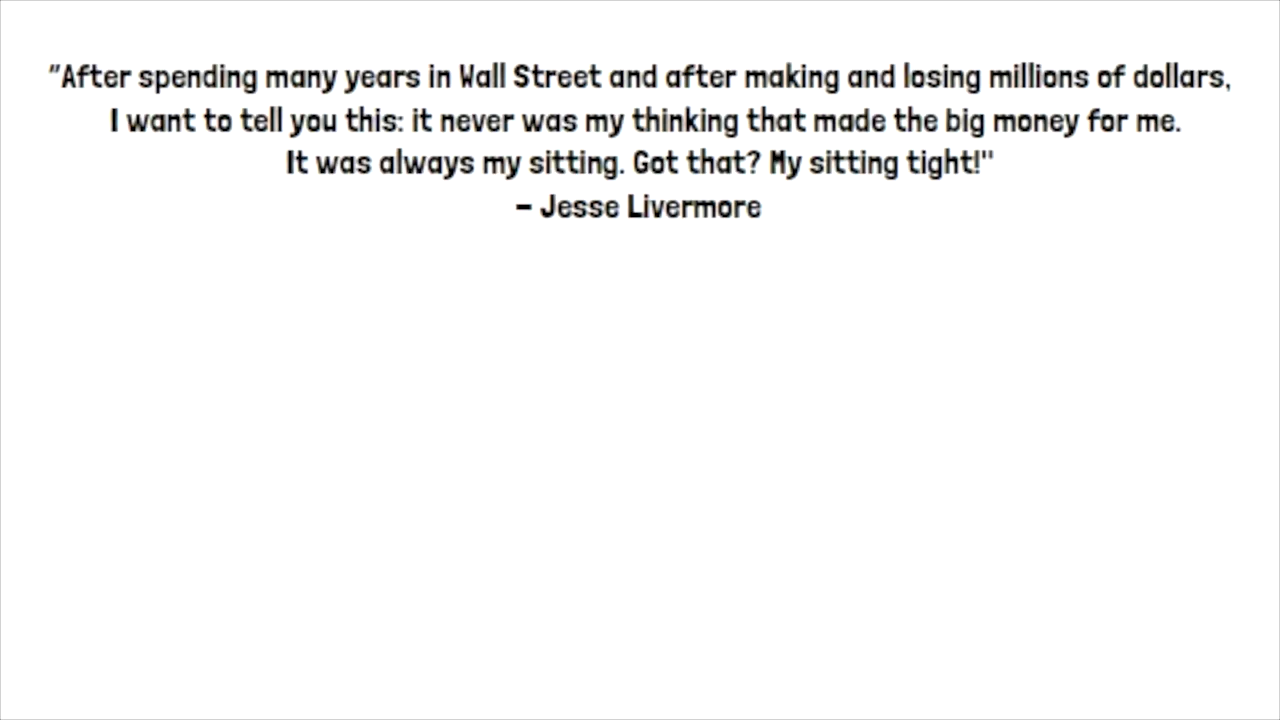 "After spending many years in Wall Street and after making and losing millions of dollars,
I want to tell you this: it never was my thinking that made the big money for me.
It was always my sitting. Got that? My sitting tight!"
– Jesse Livermore